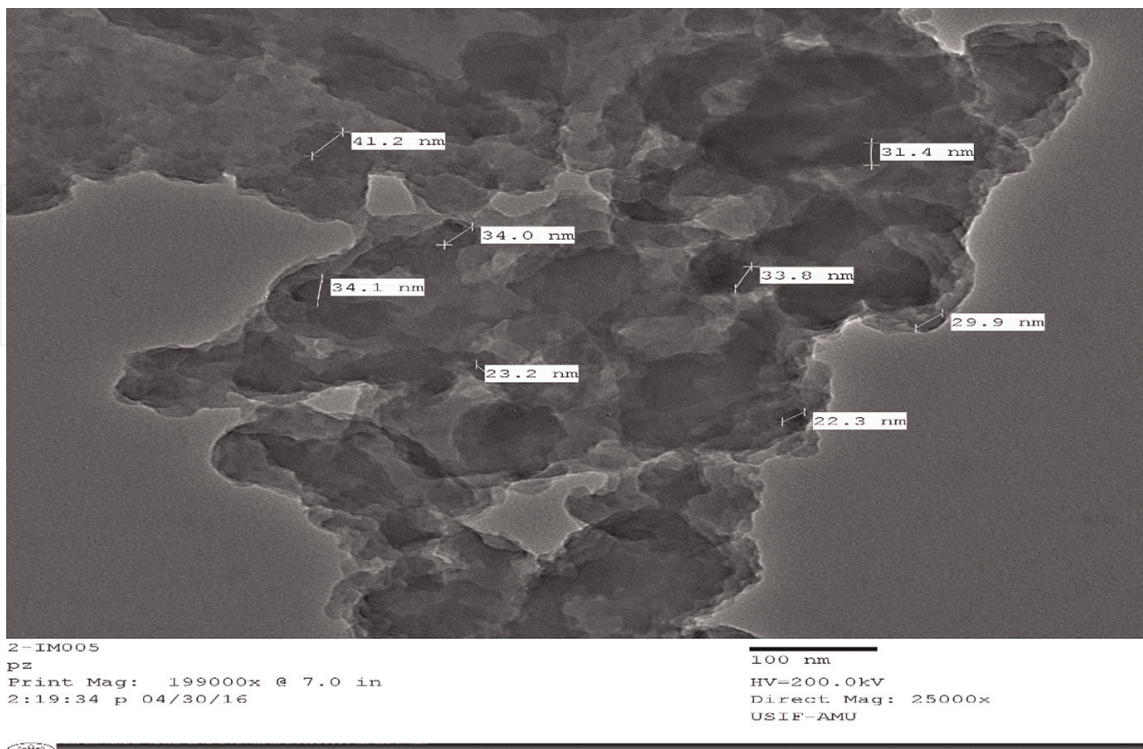 41.2 nm
31.4 nm
34.0 nm
33.8 nm
34.1 nm
29.9 nm
23.2 nm
22.3 nm
2-IM005
pz
Print Mag: 199000x @ 7.0 in
2:19:34 p 04/30/16
100 nm
HV=200.0kV
Direct Mag: 25000x
USIF-AMU